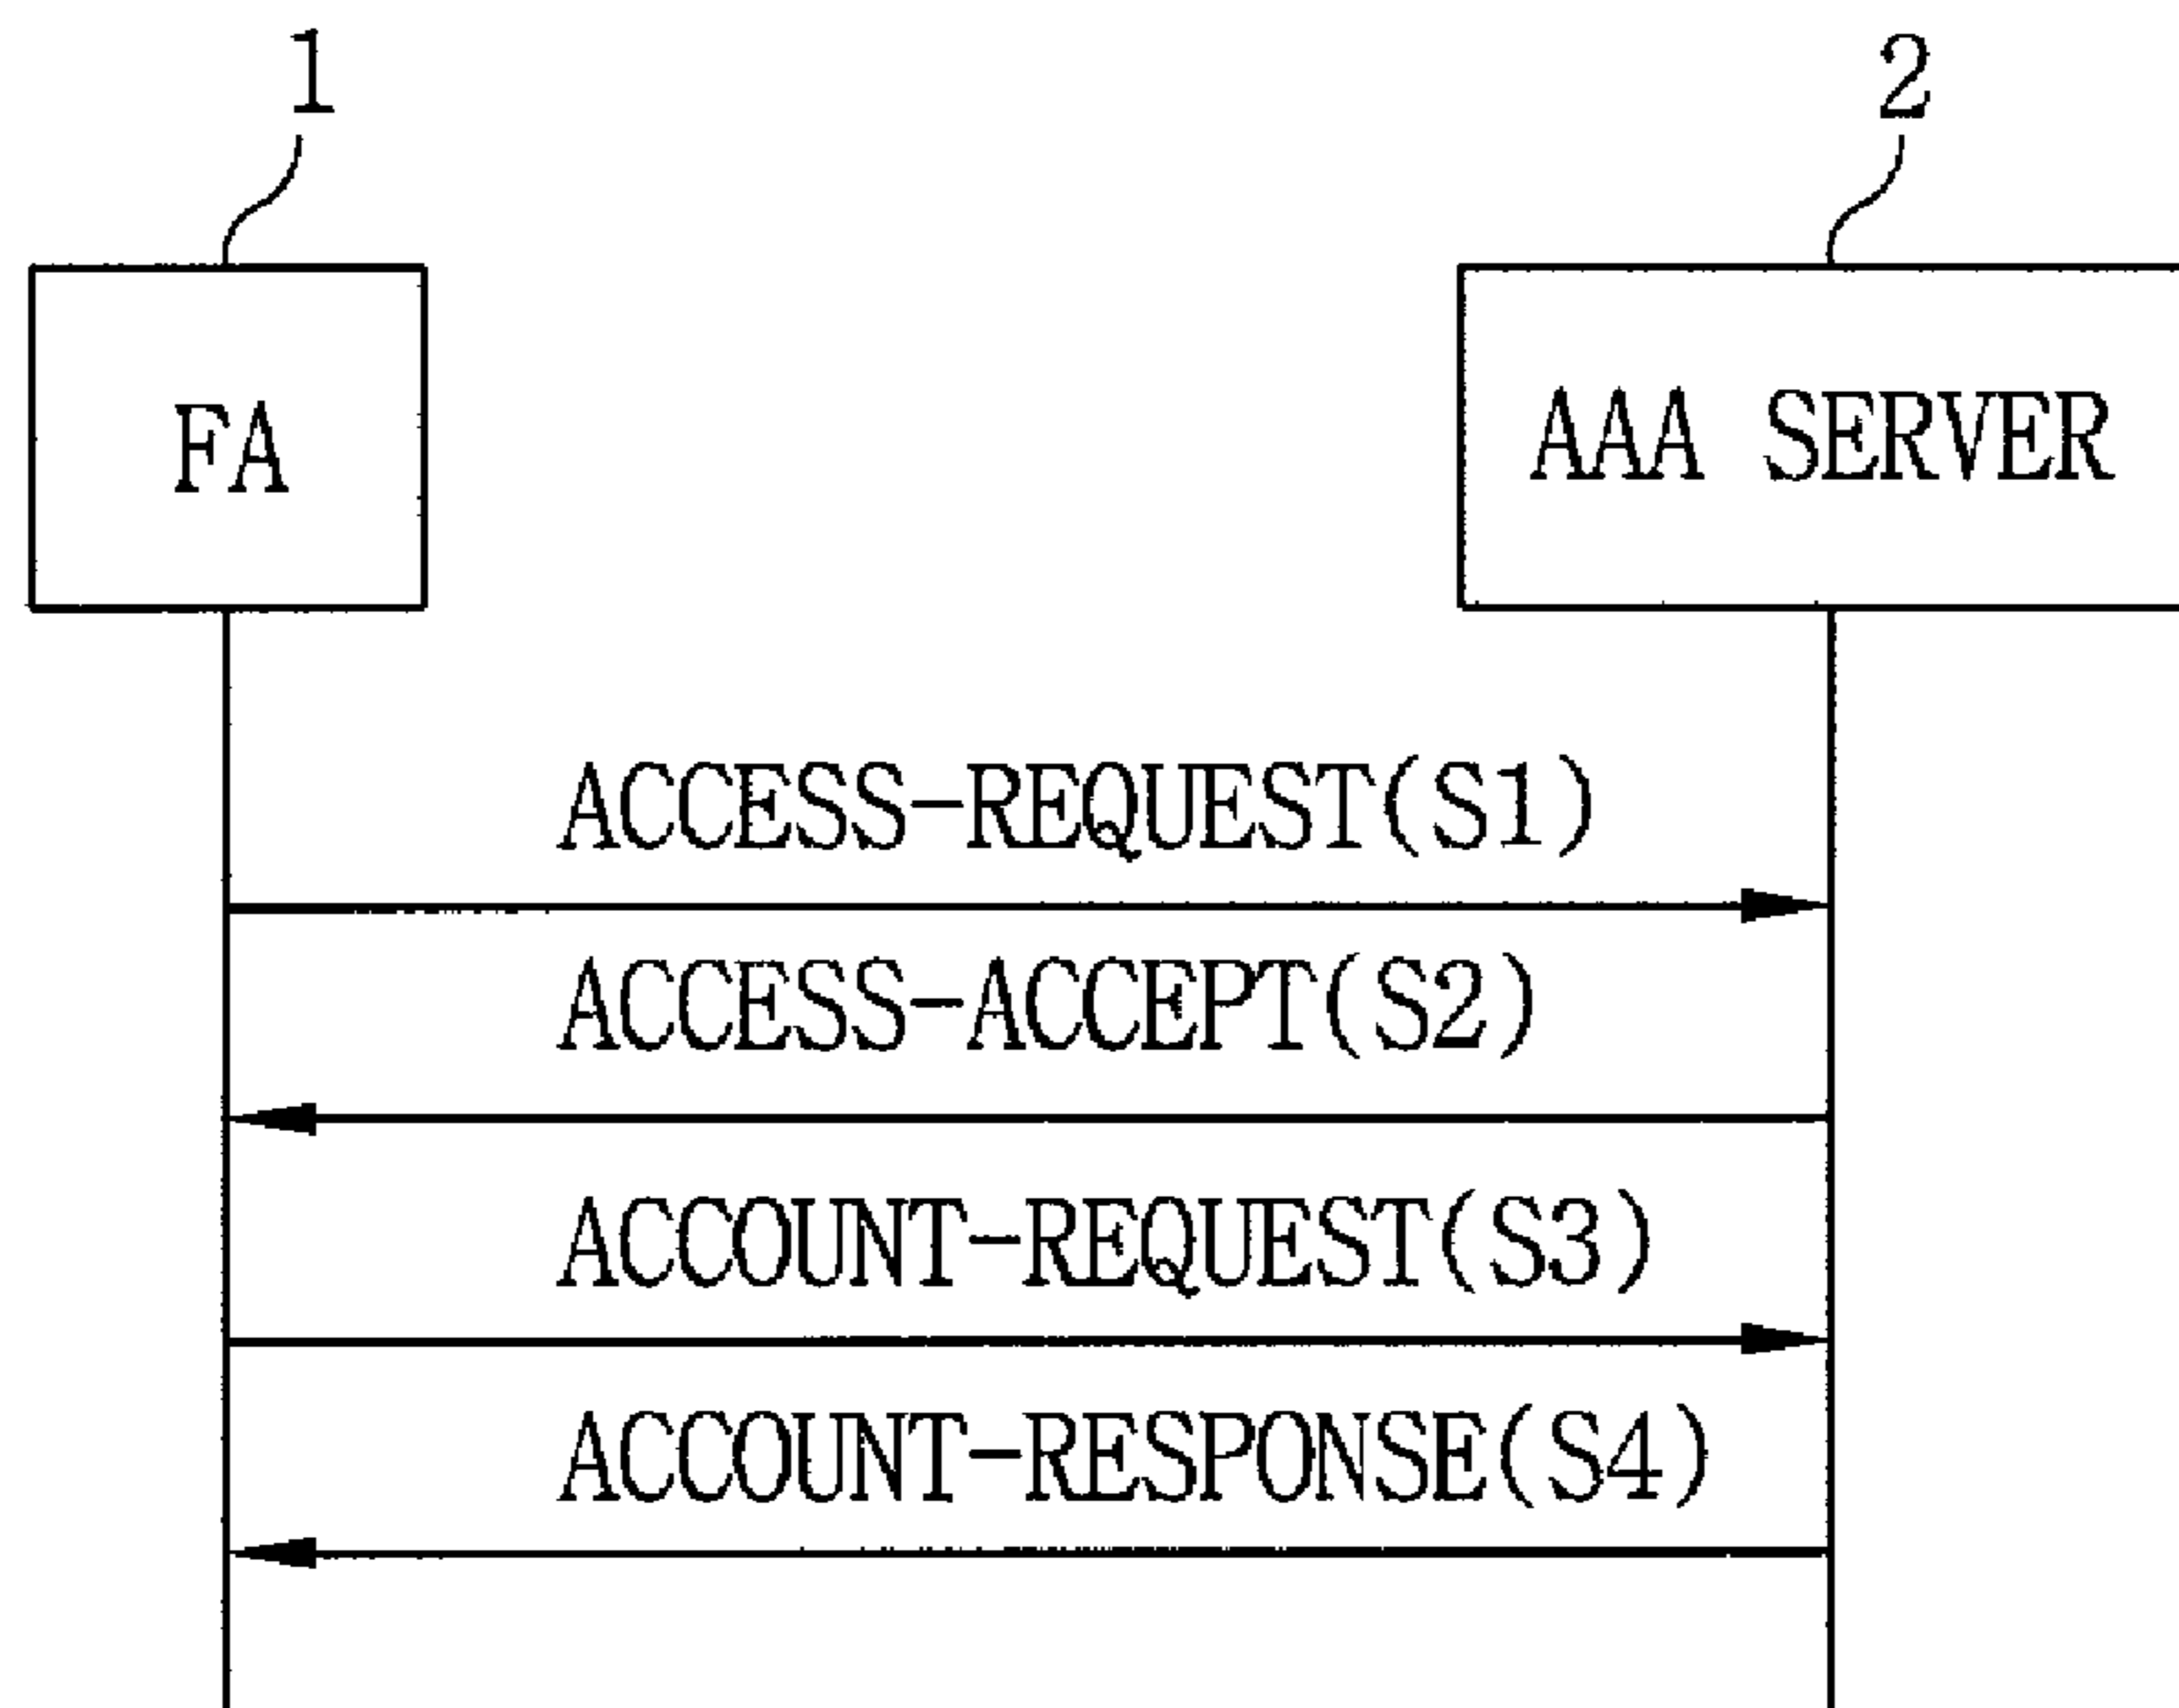 1
2
FA
AAA SERVER
ACCESS-REQUEST(S1)
ACCESS-ACCEPT(S2)
ACCOUNT-REQUEST(S3)
ACCOUNT-RESPONSE(S4)